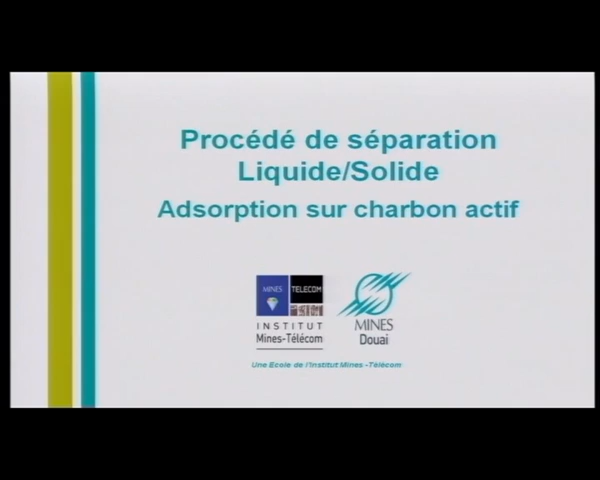 Procédé de séparation
Liquide/Solide
Adsorption sur charbon actif
MINES TELECOM
INSTITUT
Mines-Télécom
MINES
Douai
Une Ecole de l'Institut Mines -Télécom